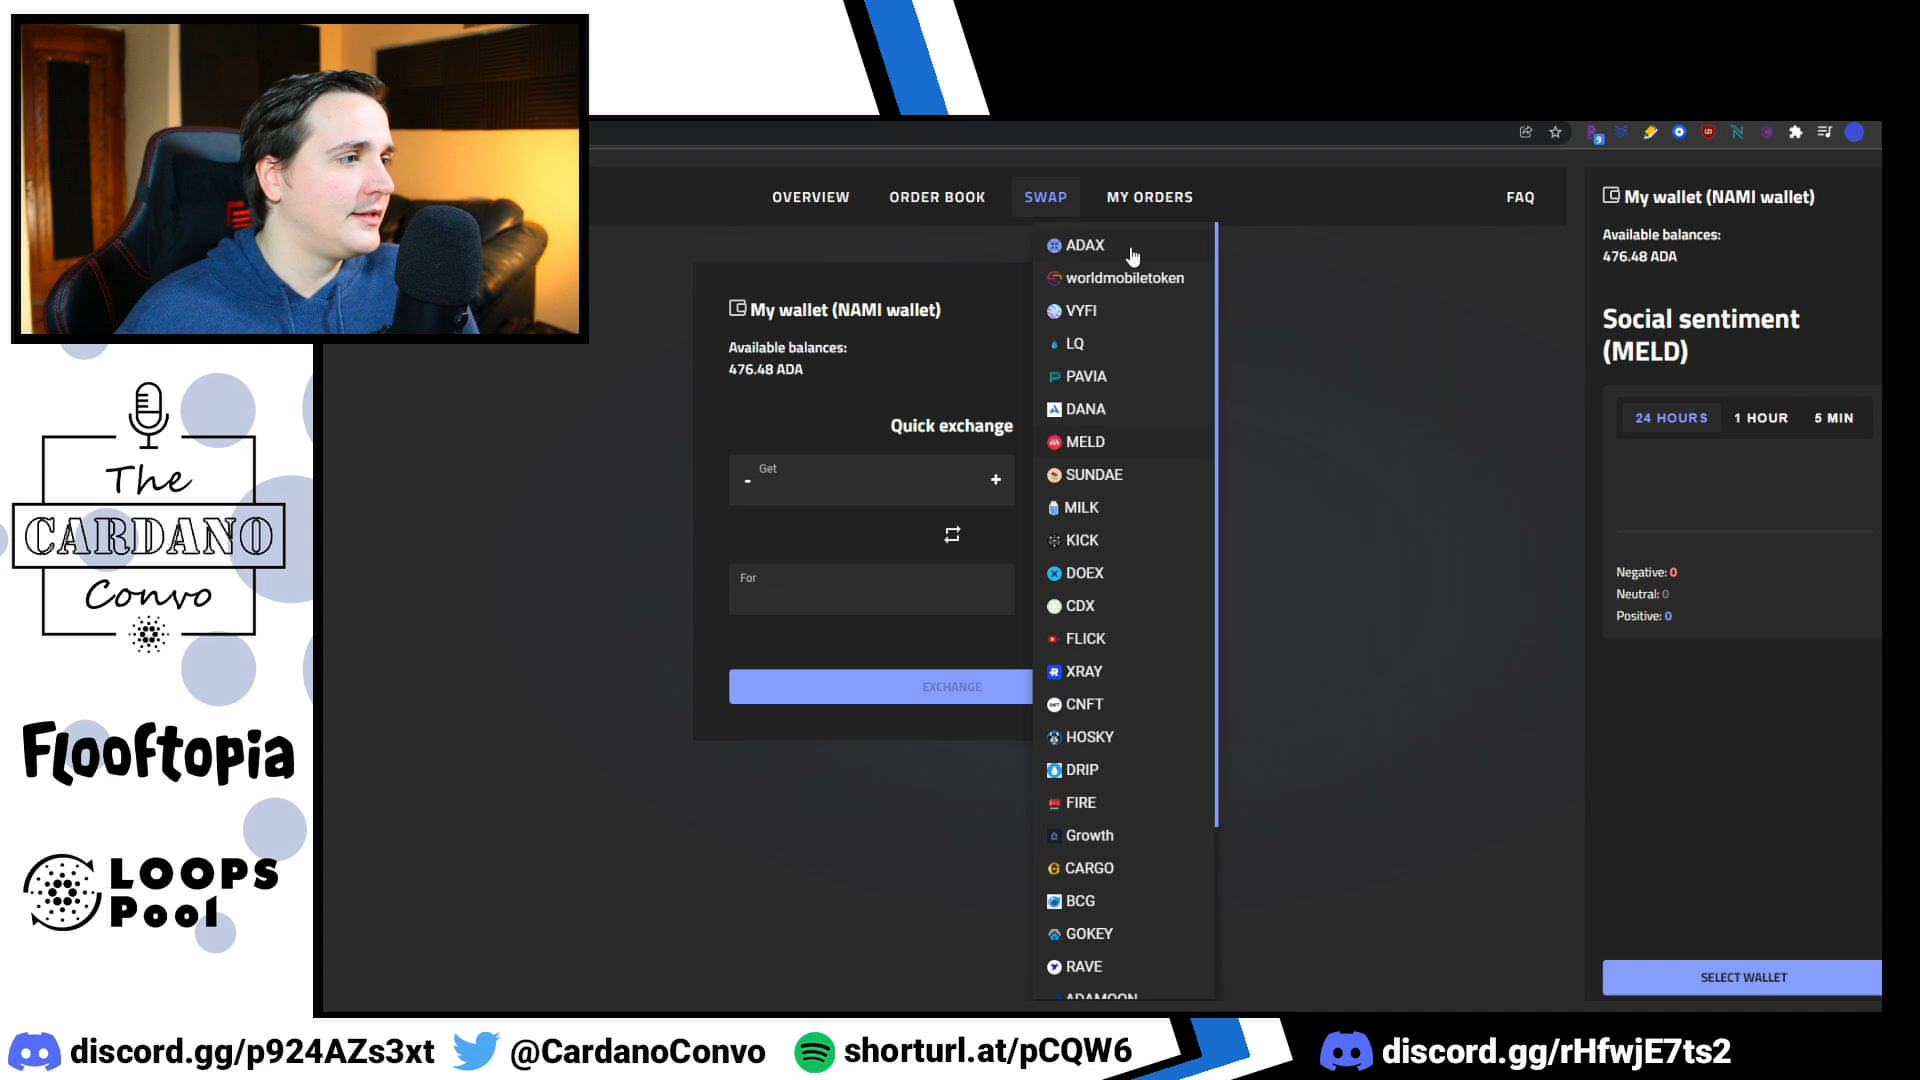 OVERVIEW
ORDER BOOK
SWAP
MY ORDERS
FAQ
My wallet (NAMI wallet)
Available balances:
476.48 ADA
Quick exchange
Get
-
+
For
EXCHANGE
ADAX
worldmobiletoken
VYFI
LQ
PAVIA
DANA
MELD
SUNDAE
MILK
KICK
DOEX
CDX
FLICK
XRAY
CNFT
HOSKY
DRIP
FIRE
Growth
CARGO
BCG
GOKEY
RAVE
ADAMOON
My wallet (NAMI wallet)
Available balances:
476.48 ADA
Social sentiment
(MELD)
24 HOURS
1 HOUR
5 MIN
Negative: 0
Neutral: 0
Positive: 0
SELECT WALLET
The
CARDANO
Convo
Flooftopia
LOOPS
Pool
discord.gg/p924AZs3xt
@CardanoConvo
shorturl.at/pCQW6
discord.gg/rHfwjE7ts2